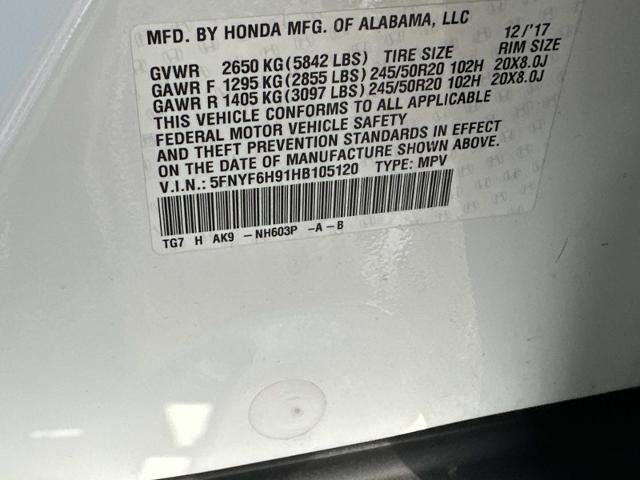 MFD. BY HONDA MFG. OF ALABAMA, LLC 12/'17
GVWR 2650 KG(5842 LBS) TIRE SIZE RIM SIZE
GAWR F 1295 KG(2855 LBS) 245/50R20 102H 20X8.0J
GAWR R 1405 KG(3097 LBS) 245/50R20 102H 20X8.0J
THIS VEHICLE CONFORMS TO ALL APPLICABLE
FEDERAL MOTOR VEHICLE SAFETY
AND THEFT PREVENTION STANDARDS IN EFFECT
ON THE DATE OF MANUFACTURE SHOWN ABOVE.
V.I.N.: 5FNYF6H91HB105120 TYPE: MPV
TG7 H AK9 -NH603P -A-B